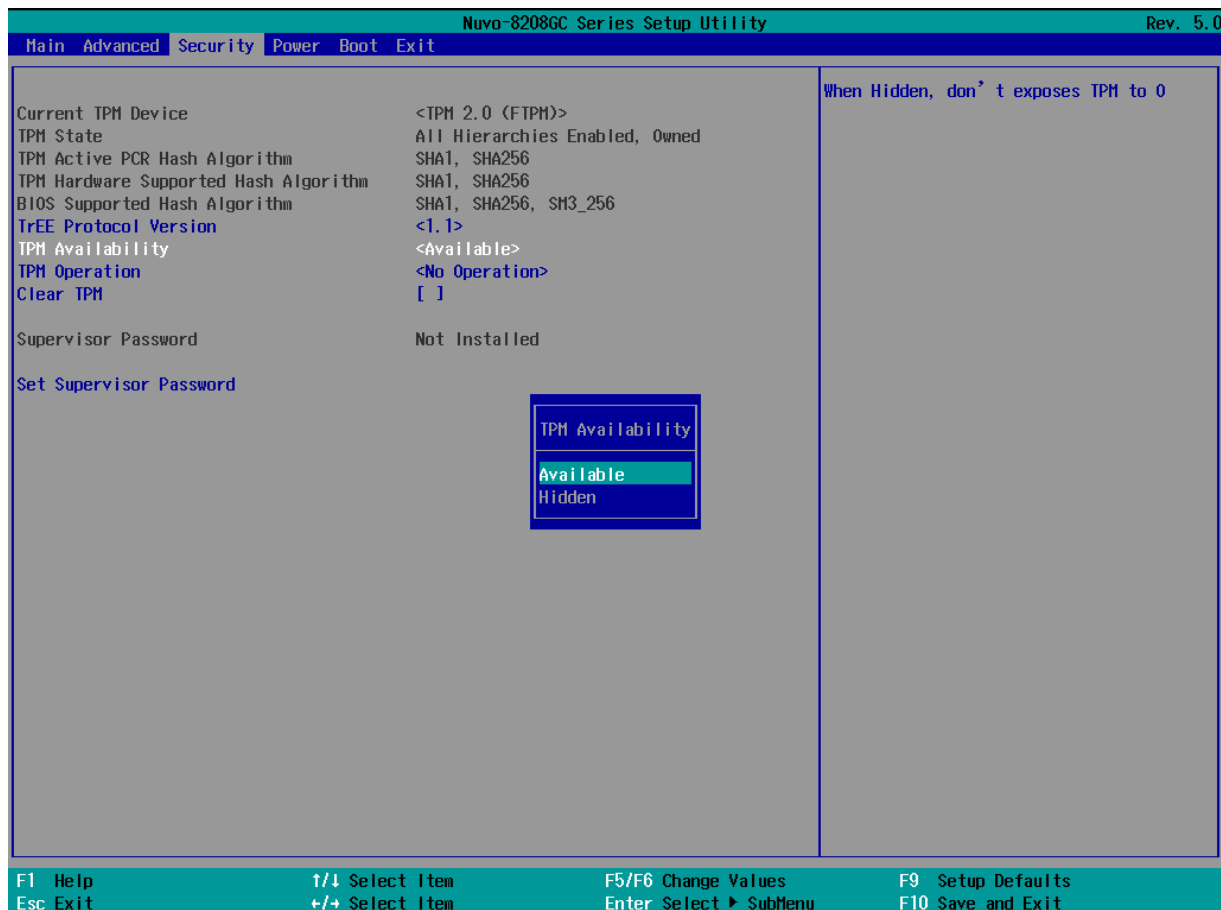 Nuvo-8208GC Series Setup Utility Rev. 5.0
Main Advanced Security Power Boot Exit
When Hidden, don’t exposes TPM to 0
Current TPM Device <TPM 2.0 (FTPM)>
TPM State All Hierarchies Enabled, Owned
TPM Active PCR Hash Algorithm SHA1, SHA256
TPM Hardware Supported Hash Algorithm SHA1, SHA256
BIOS Supported Hash Algorithm SHA1, SHA256, SM3_256
TrEE Protocol Version <1.1>
TPM Availability <Available>
TPM Operation <No Operation>
Clear TPM [ ]
Supervisor Password Not Installed
Set Supervisor Password
TPM Availability
Available
Hidden
F1 Help ↑/↓ Select Item F5/F6 Change Values F9 Setup Defaults
Esc Exit ←/→ Select Item Enter Select ▶ SubMenu F10 Save and Exit